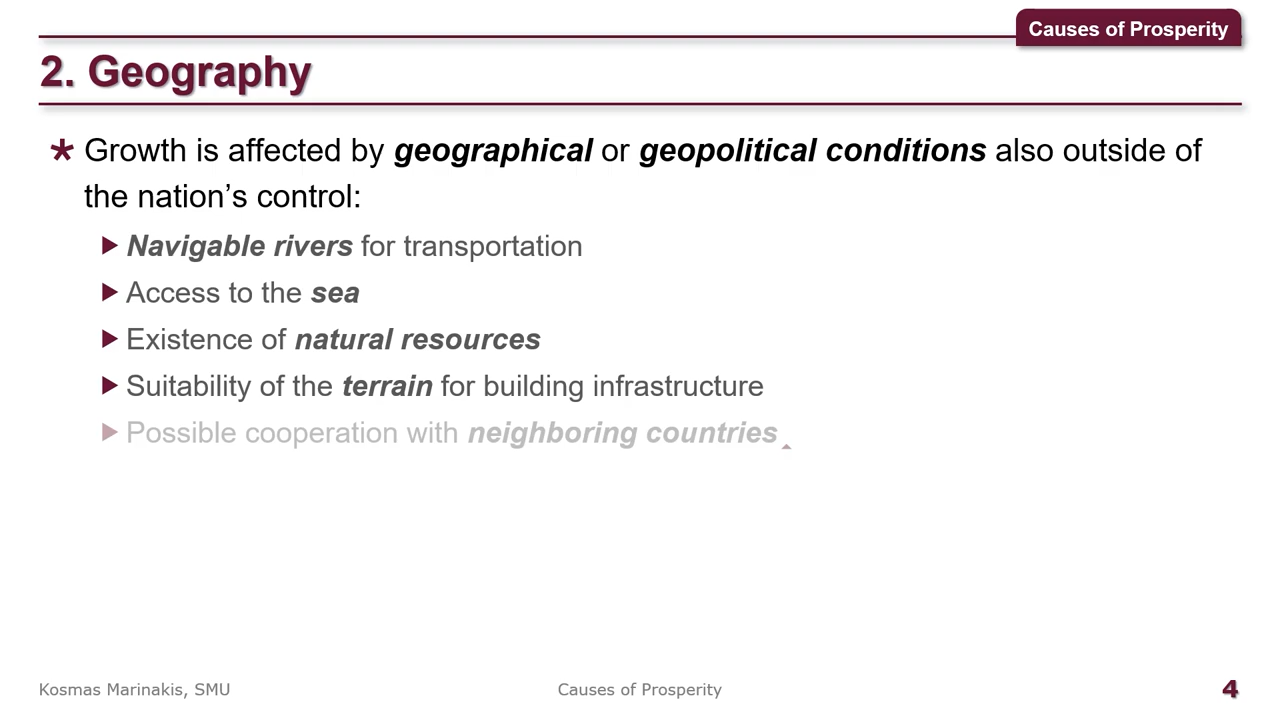 Causes of Prosperity
2. Geography
* Growth is affected by geographical or geopolitical conditions also outside of
the nation’s control:
Navigable rivers for transportation
Access to the sea
Existence of natural resources
Suitability of the terrain for building infrastructure
Possible cooperation with neighboring countries
Kosmas Marinakis, SMU
Causes of Prosperity
4